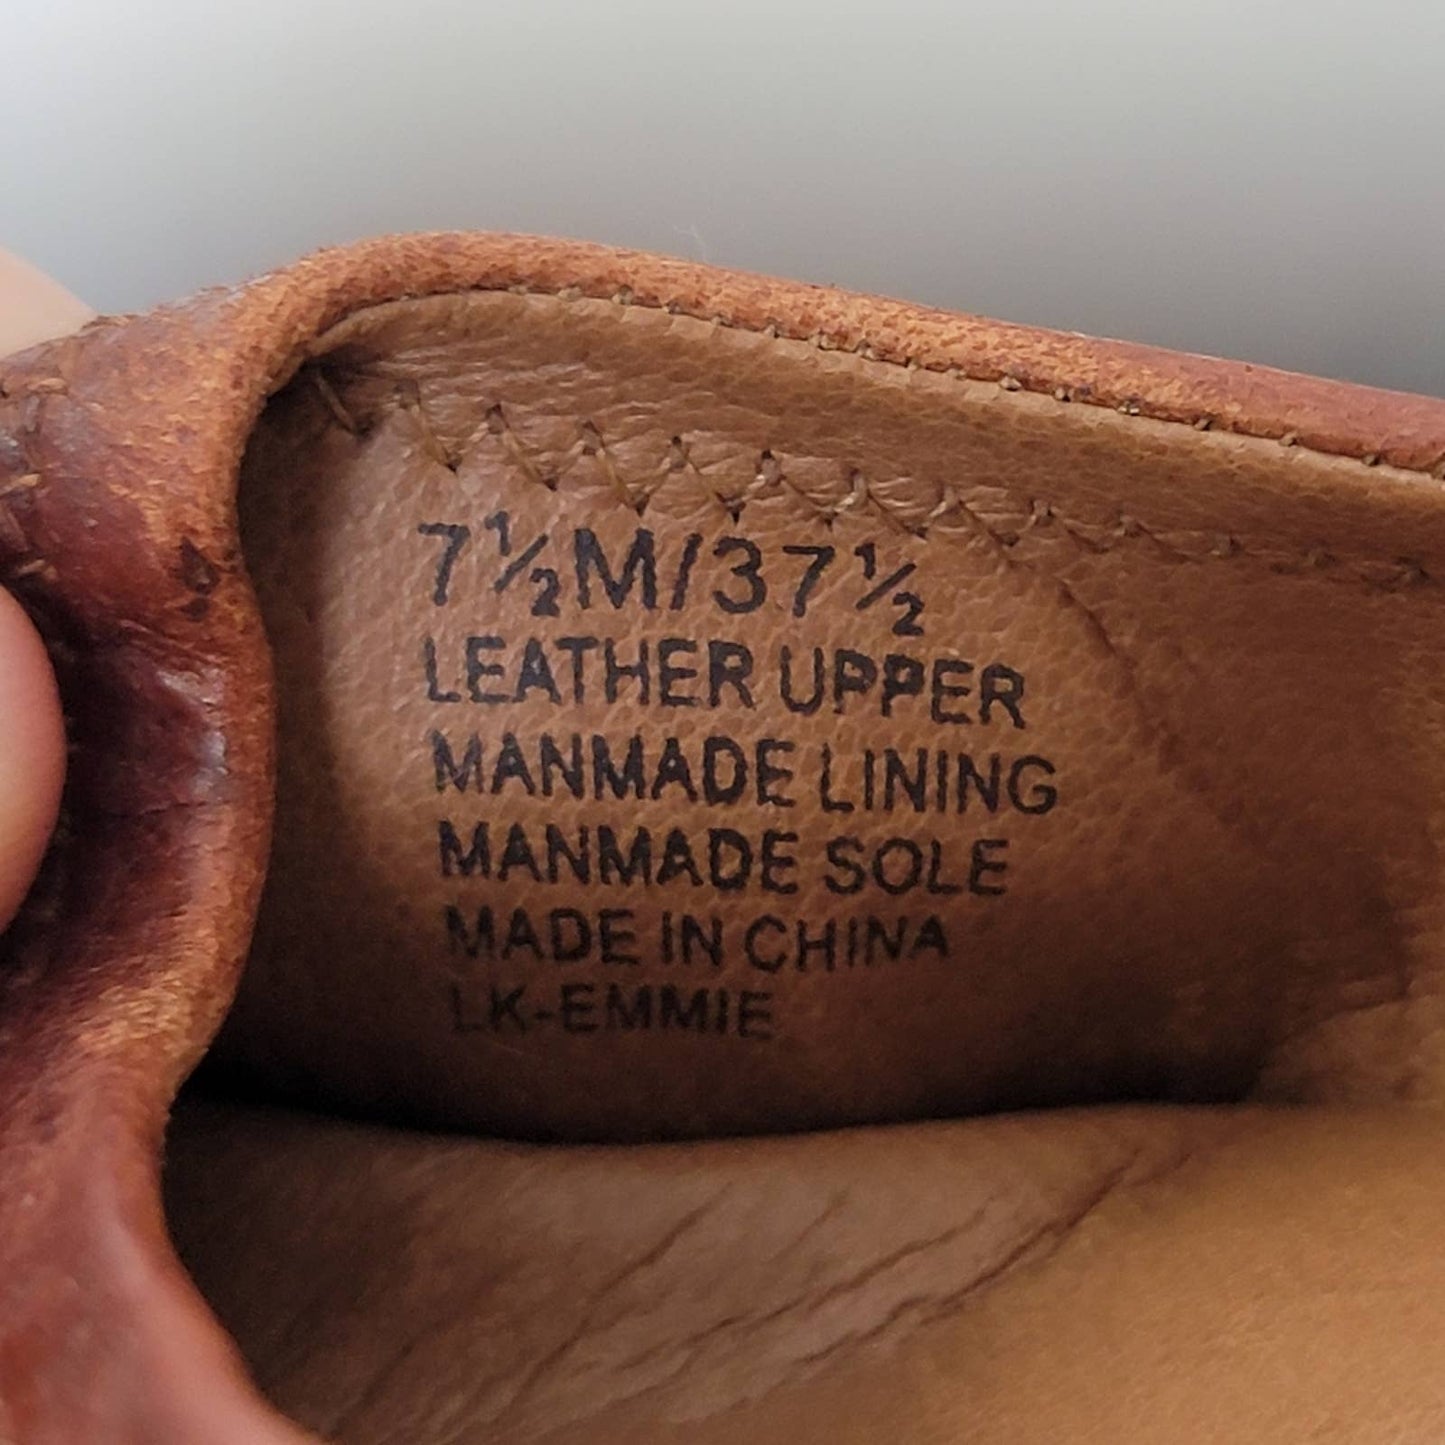 7½M/37½
LEATHER UPPER
MANMADE LINING
MANMADE SOLE
MADE IN CHINA
LK-EMMIE